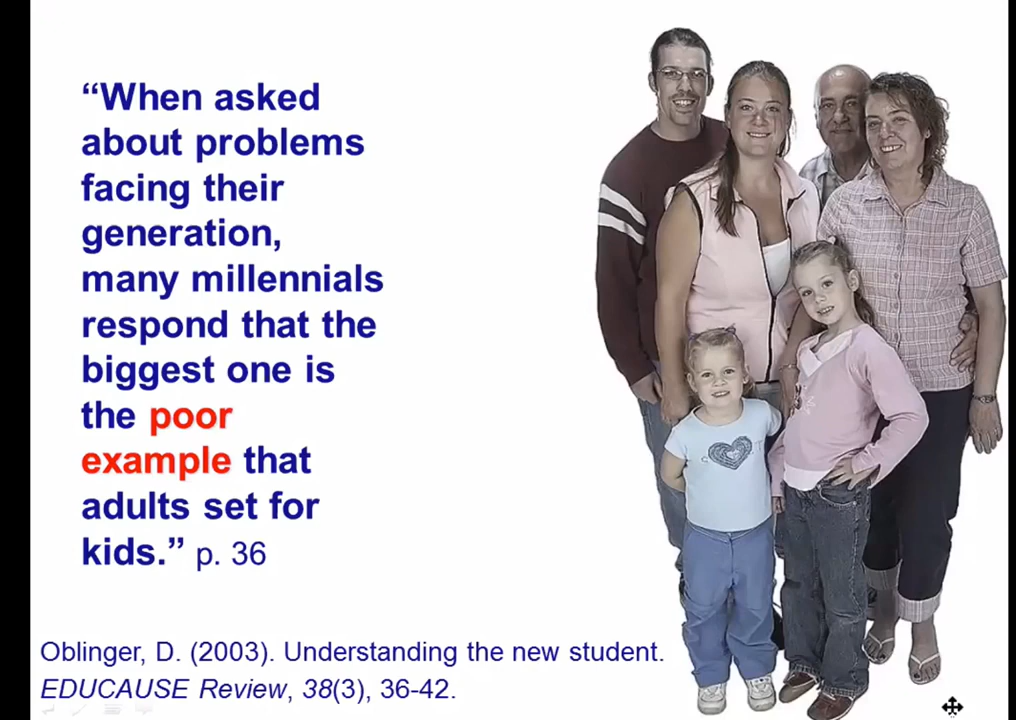 “When asked
about problems
facing their
generation,
many millennials
respond that the
biggest one is
the poor
example that
adults set for
kids.” p. 36
Oblinger, D. (2003). Understanding the new student.
EDUCAUSE Review, 38(3), 36-42.